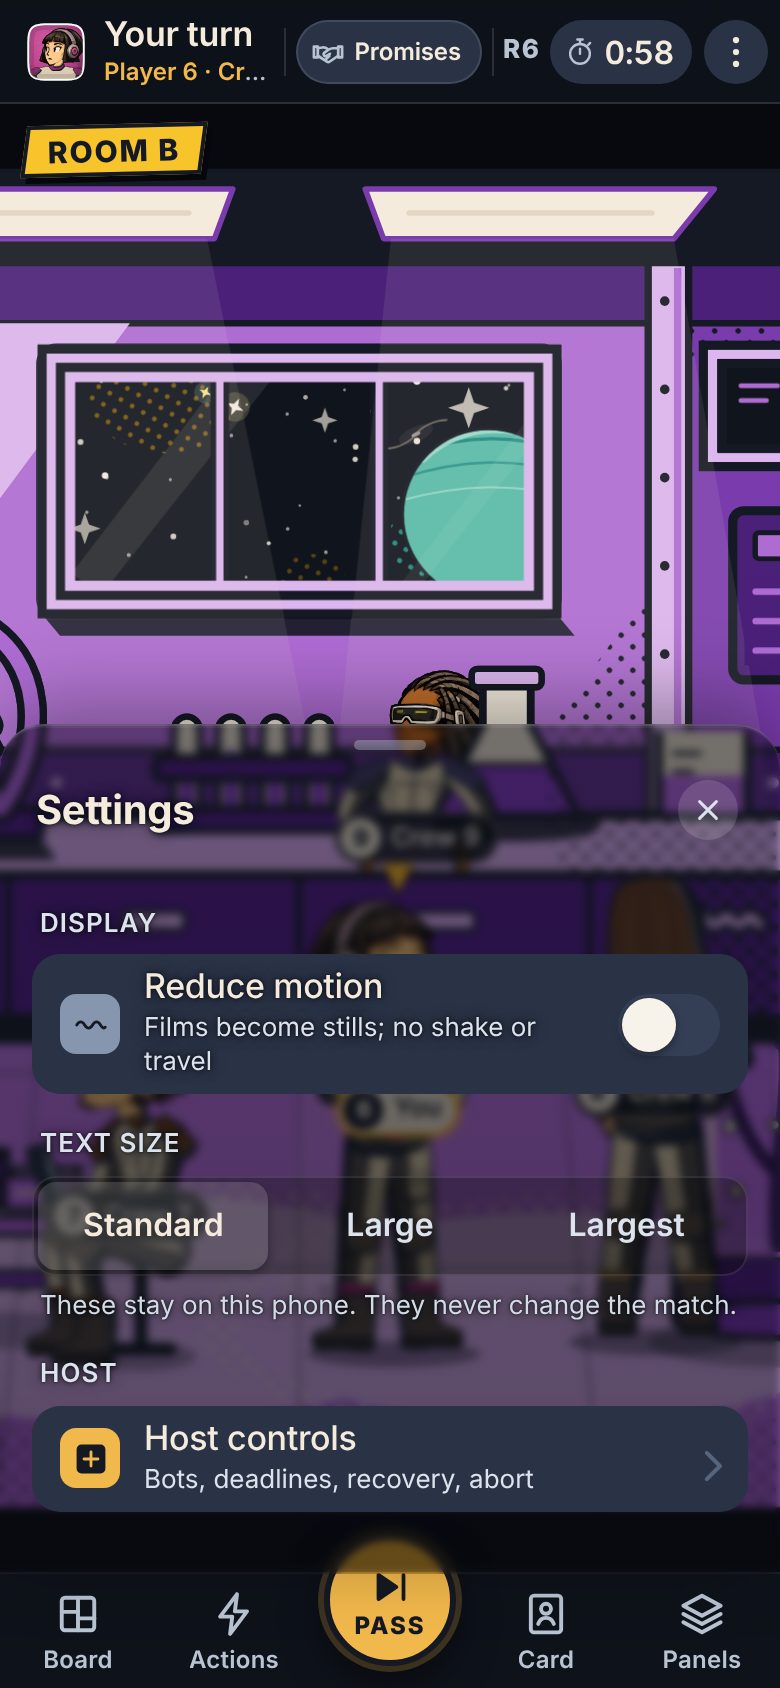 Your turn
Player 6 · Cr...
Promises
R6
0:58
ROOM B
Settings
DISPLAY
Reduce motion
Films become stills; no shake or
travel
You
TEXT SIZE
Standard
Large
Largest
These stay on this phone. They never change the match.
HOST
Host controls
Bots, deadlines, recovery, abort
PASS
Board
Actions
Card
Panels